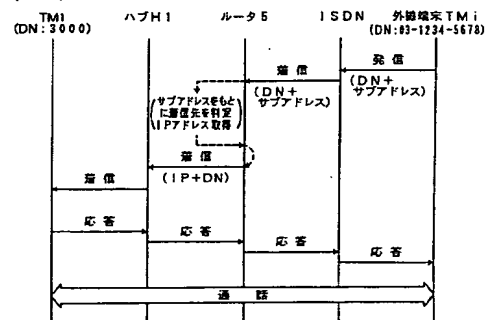 TM1 ハブH1 ルータ5 ISDN 外線端末TMi
(DN:3000) (DN:03-1234-5678)
発信
着信 (DN+
(DN+ サブアドレス)
サブアドレス)
(サブアドレスをもと
に着信先を判定
IPアドレス取得)
着信
着信 (IP+DN)
応答
応答
応答
応答
通話